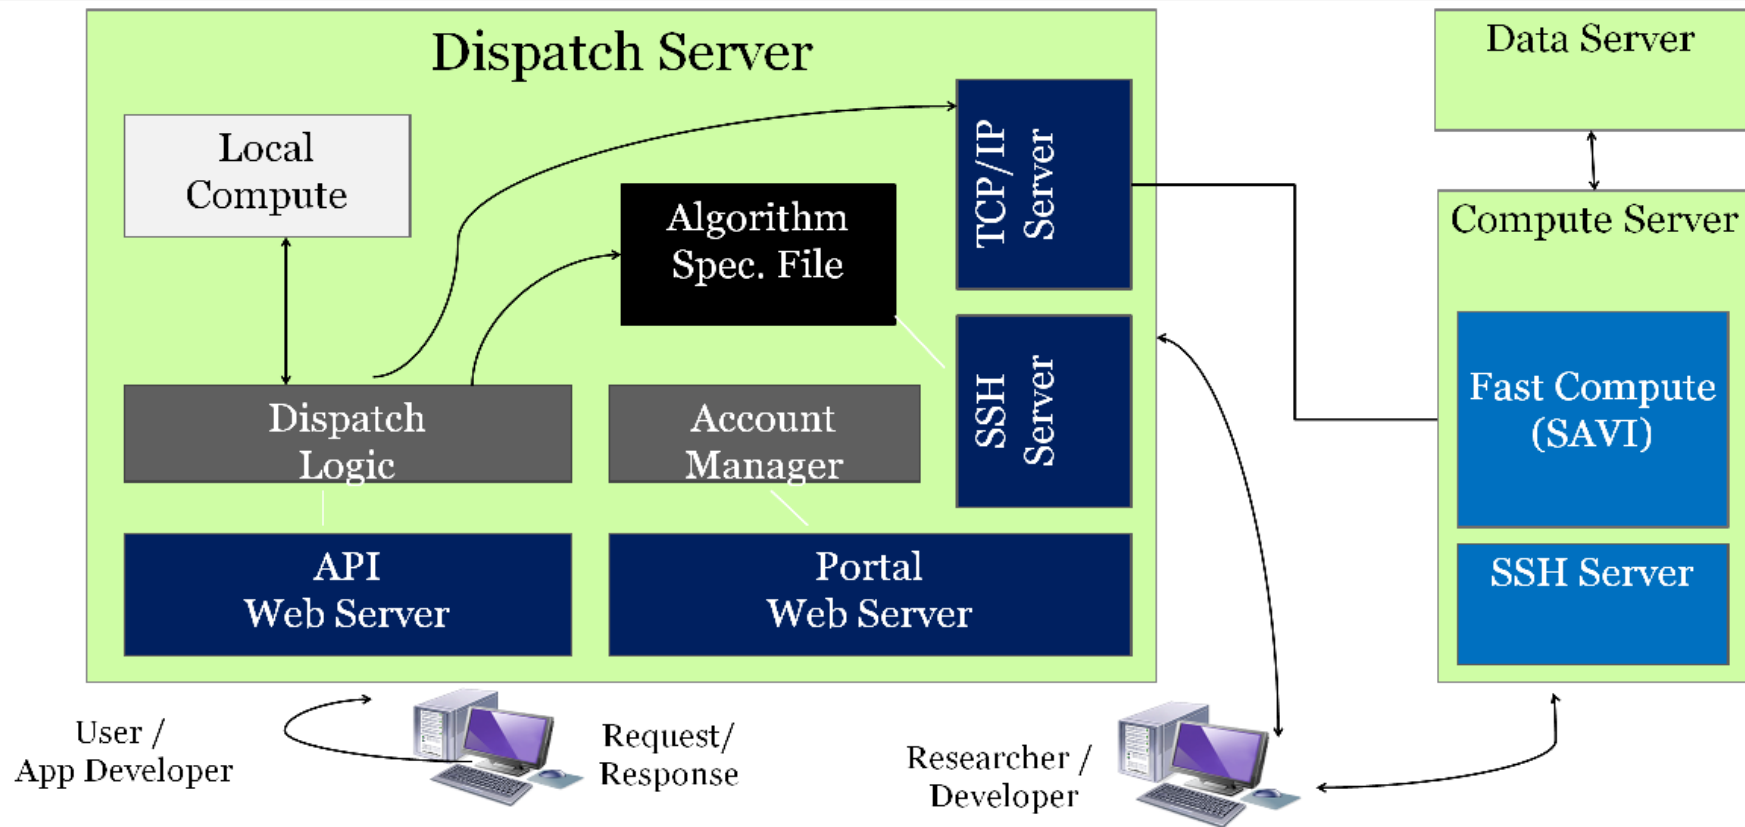 Dispatch Server
Local
Compute
Algorithm
Spec. File
TCP/IP
Server
SSH
Server
Dispatch
Logic
Account
Manager
API
Web Server
Portal
Web Server
Data Server
Compute Server
Fast Compute
(SAVI)
SSH Server
User /
App Developer
Request/
Response
Researcher /
Developer